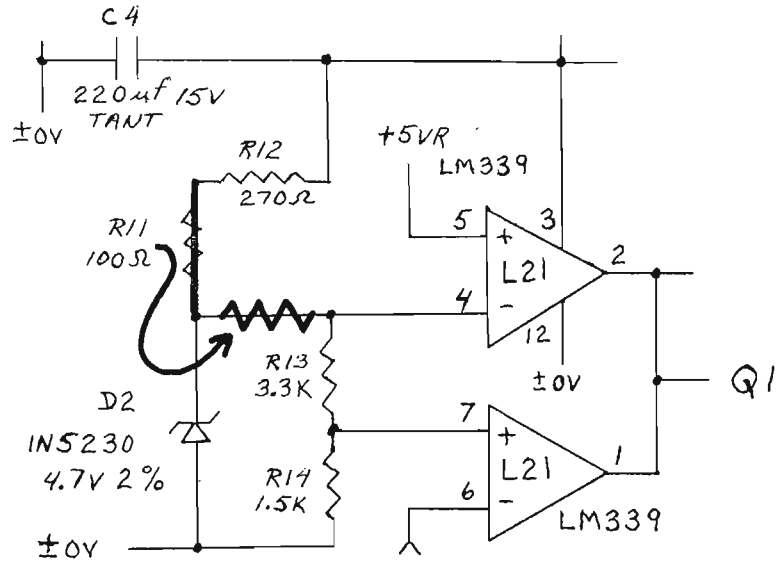 C4
220uf 15V
TANT
±0V
R12
270Ω
+5VR
LM339
R11
100Ω
5
+
3
L21
2
4
-
12
±0V
R13
3.3K
Q1
D2
1N5230
4.7V 2%
7
+
L21
1
R14
1.5K
6
-
LM339
±0V